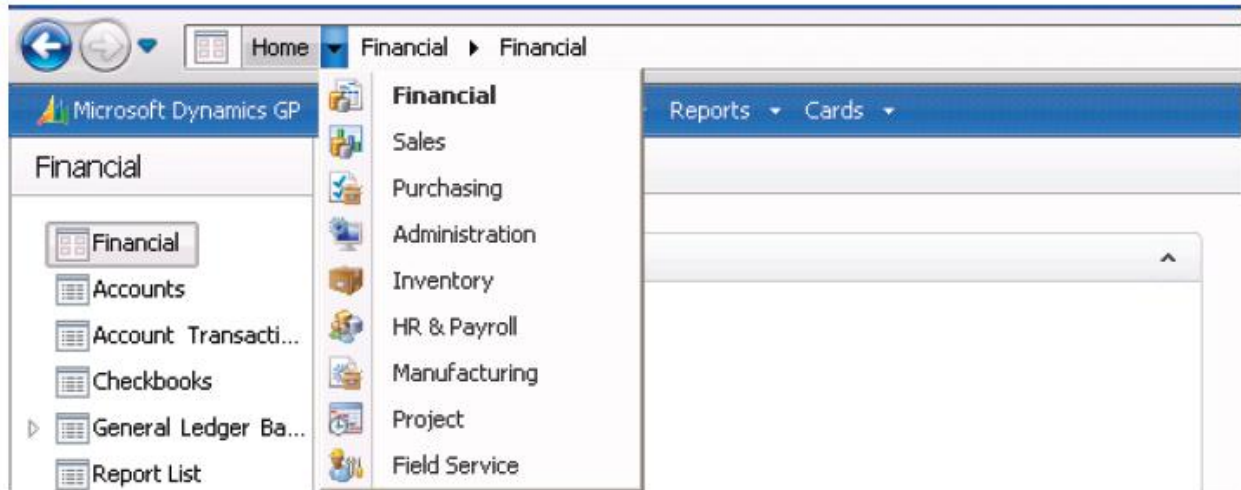 Home Financial Financial
Microsoft Dynamics GP Reports Cards
Financial
Financial
Accounts
Account Transacti...
Checkbooks
General Ledger Ba...
Report List
Financial
Sales
Purchasing
Administration
Inventory
HR & Payroll
Manufacturing
Project
Field Service